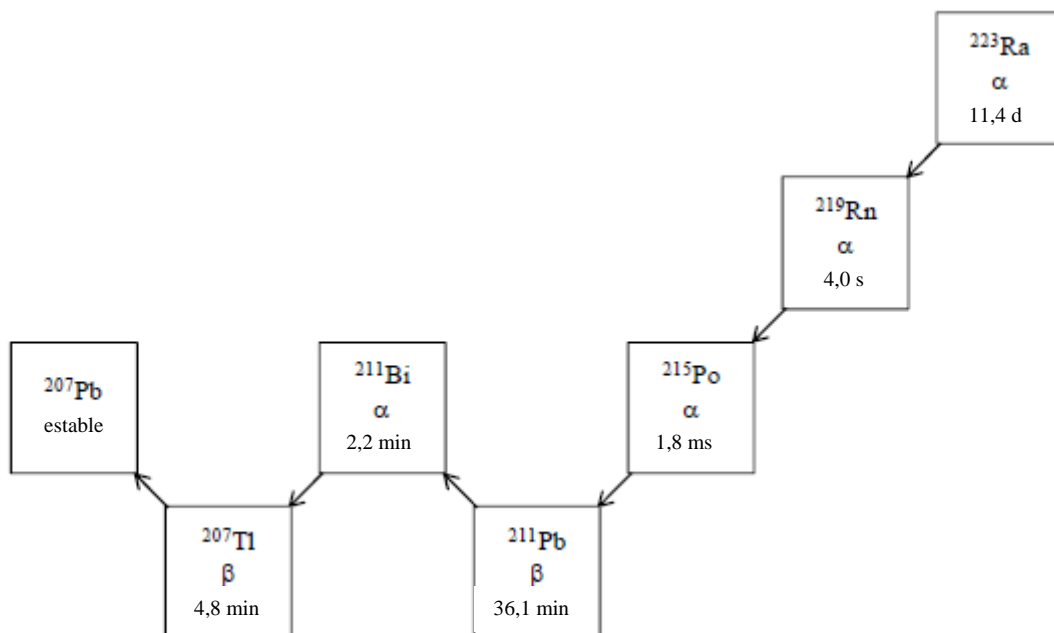 ²²³Ra
α
11,4 d
²¹⁹Rn
α
4,0 s
²⁰⁷Pb
estable
²¹¹Bi
α
2,2 min
²¹⁵Po
α
1,8 ms
²⁰⁷Tl
β
4,8 min
²¹¹Pb
β
36,1 min